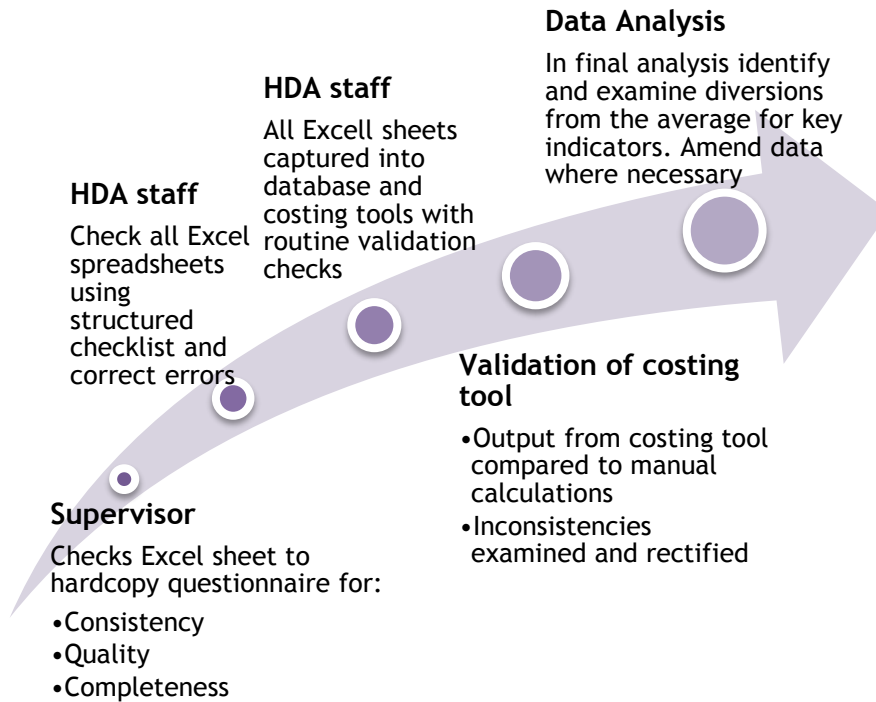 Supervisor
Checks Excel sheet to
hardcopy questionnaire for:
•Consistency
•Quality
•Completeness
HDA staff
Check all Excel
spreadsheets
using
structured
checklist and
correct errors
HDA staff
All Excell sheets
captured into
database and
costing tools with
routine validation
checks
Validation of costing
tool
•Output from costing tool
compared to manual
calculations
•Inconsistencies
examined and rectified
Data Analysis
In final analysis identify
and examine diversions
from the average for key
indicators. Amend data
where necessary